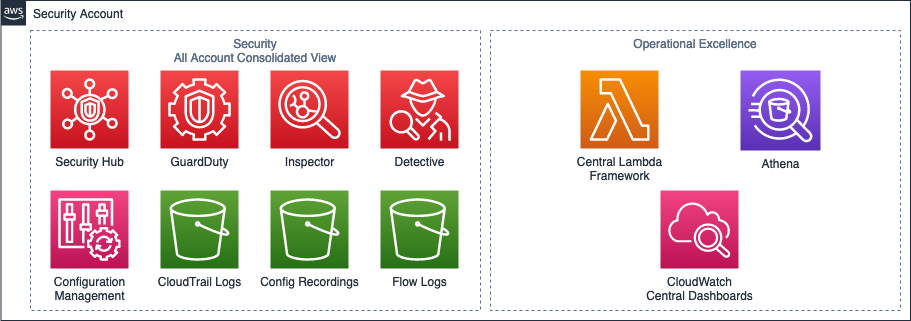 aws
Security Account
Security
All Account Consolidated View
Security Hub
GuardDuty
Inspector
Detective
Configuration
Management
CloudTrail Logs
Config Recordings
Flow Logs
Operational Excellence
Central Lambda
Framework
Athena
CloudWatch
Central Dashboards